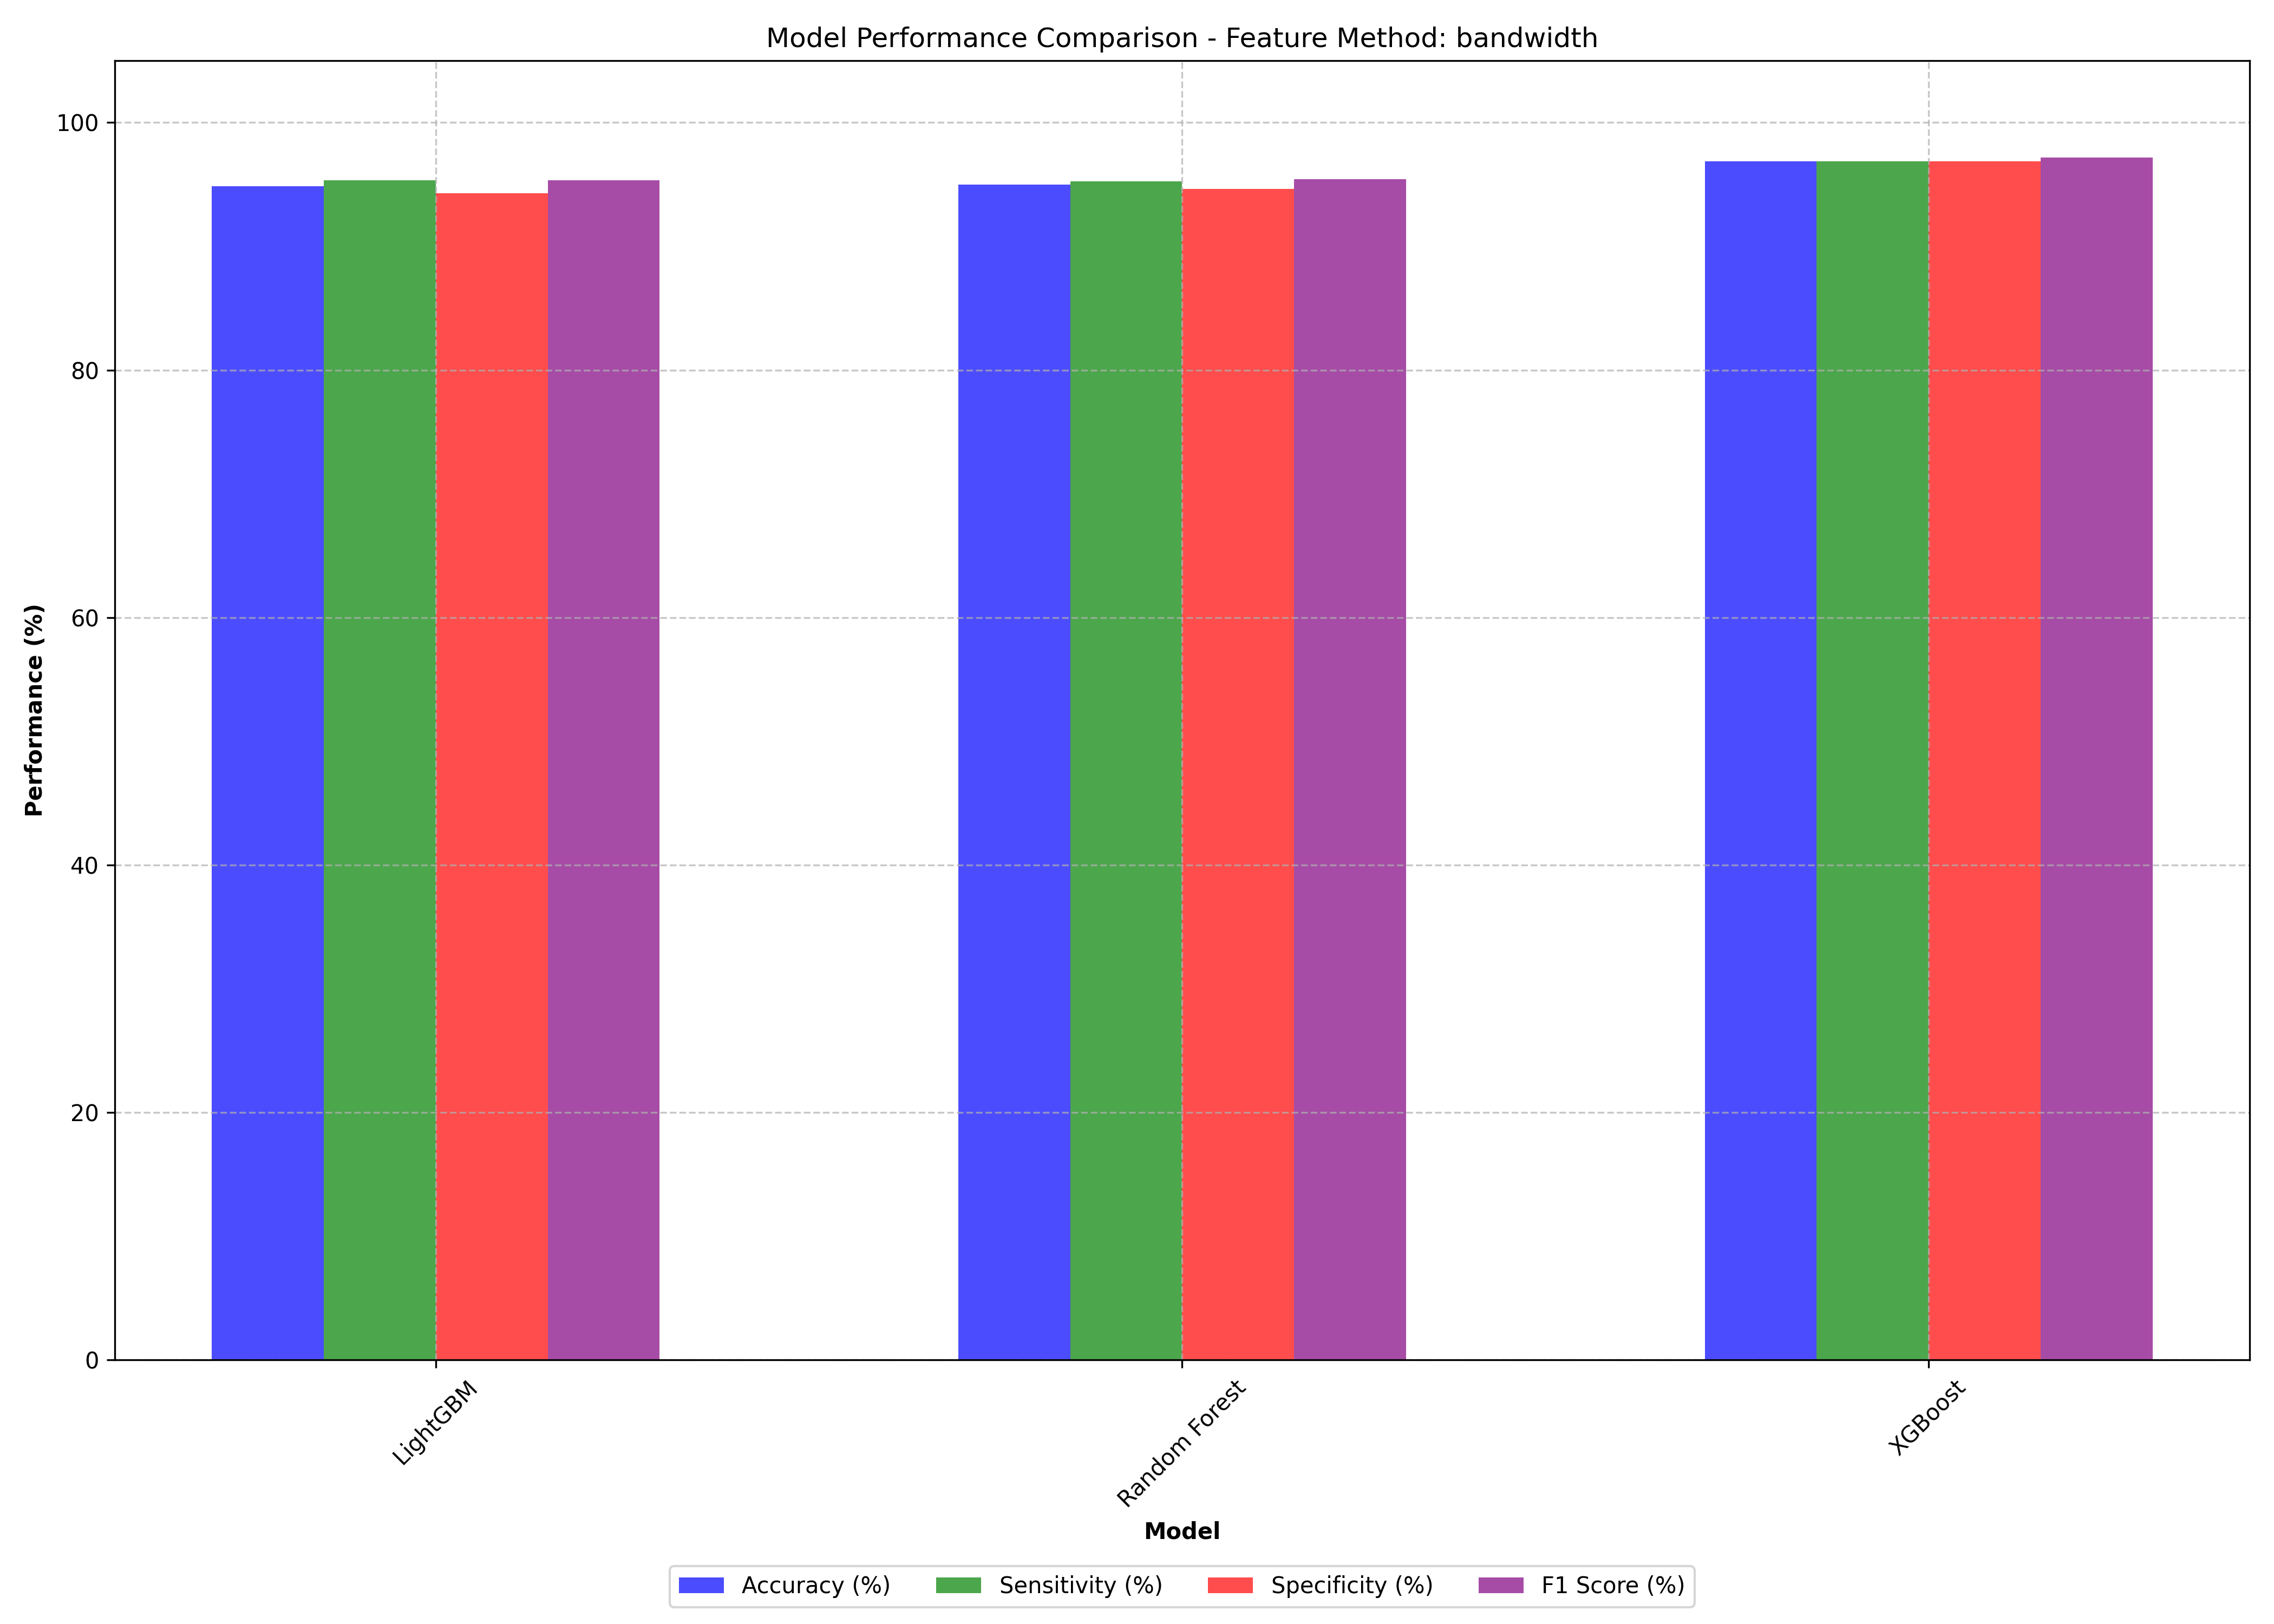 Model Performance Comparison - Feature Method: bandwidth
Performance (%)
100
80
60
40
20
0
LightGBM
Random Forest
XGBoost
Model
Accuracy (%)
Sensitivity (%)
Specificity (%)
F1 Score (%)